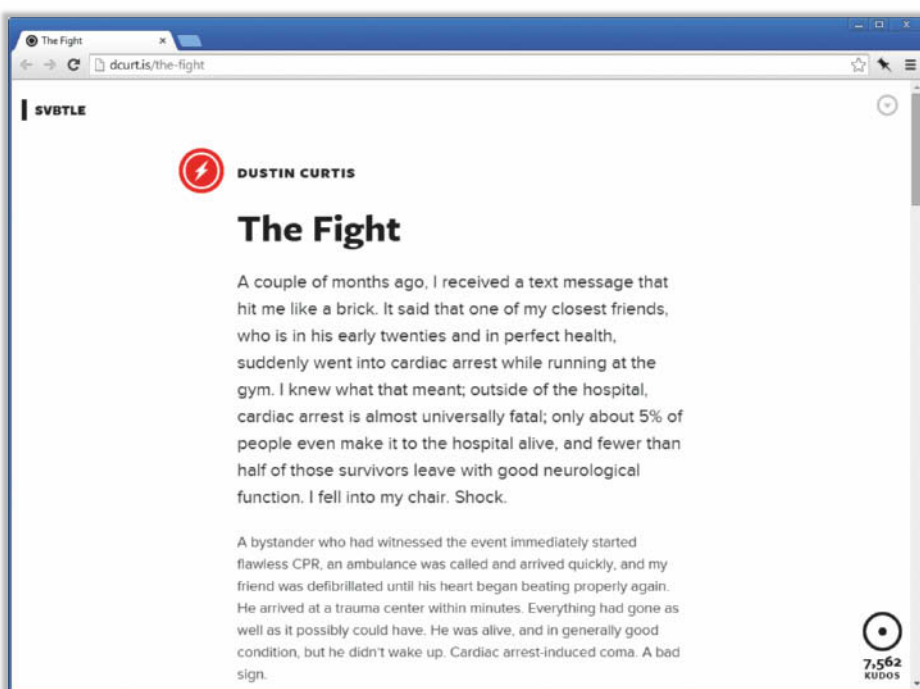 The Fight
dcurt.is/the-fight
SVBTLE
DUSTIN CURTIS
The Fight
A couple of months ago, I received a text message that
hit me like a brick. It said that one of my closest friends,
who is in his early twenties and in perfect health,
suddenly went into cardiac arrest while running at the
gym. I knew what that meant; outside of the hospital,
cardiac arrest is almost universally fatal; only about 5% of
people even make it to the hospital alive, and fewer than
half of those survivors leave with good neurological
function. I fell into my chair. Shock.
A bystander who had witnessed the event immediately started
flawless CPR, an ambulance was called and arrived quickly, and my
friend was defibrillated until his heart began beating properly again.
He arrived at a trauma center within minutes. Everything had gone as
well as it possibly could have. He was alive, and in generally good
condition, but he didn't wake up. Cardiac arrest-induced coma. A bad
sign.
7,562
KUDOS